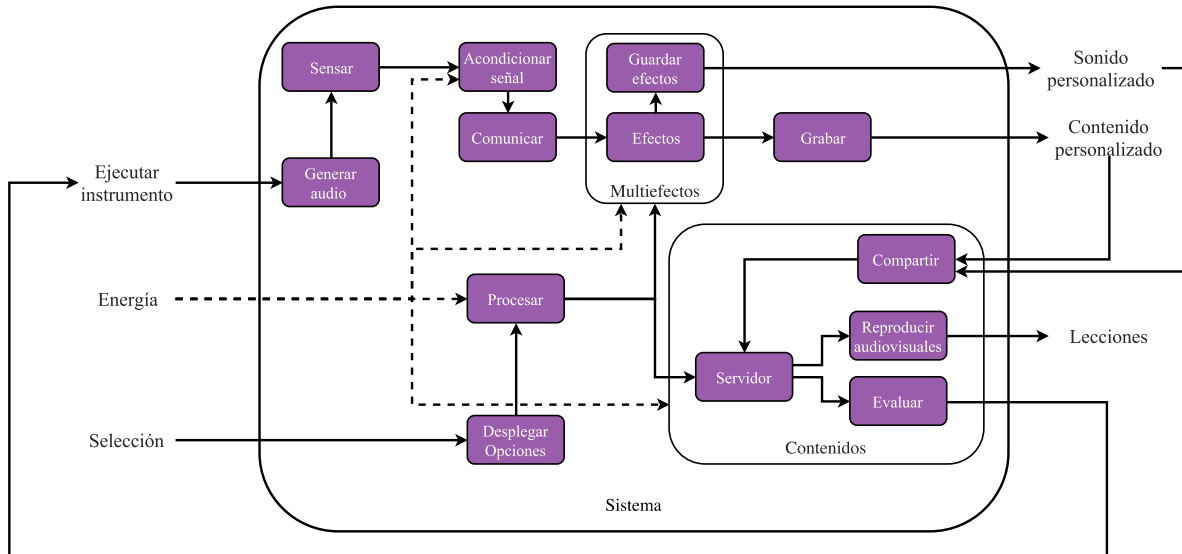 Sensar
Acondicionar
señal
Guardar
efectos
Sonido
personalizado
Comunicar
Efectos
Grabar
Contenido
personalizado
Ejecutar
instrumento
Generar
audio
Multiefectos
Compartir
Energía
Procesar
Reproducir
audiovisuales
Lecciones
Servidor
Evaluar
Selección
Desplegar
Opciones
Contenidos
Sistema